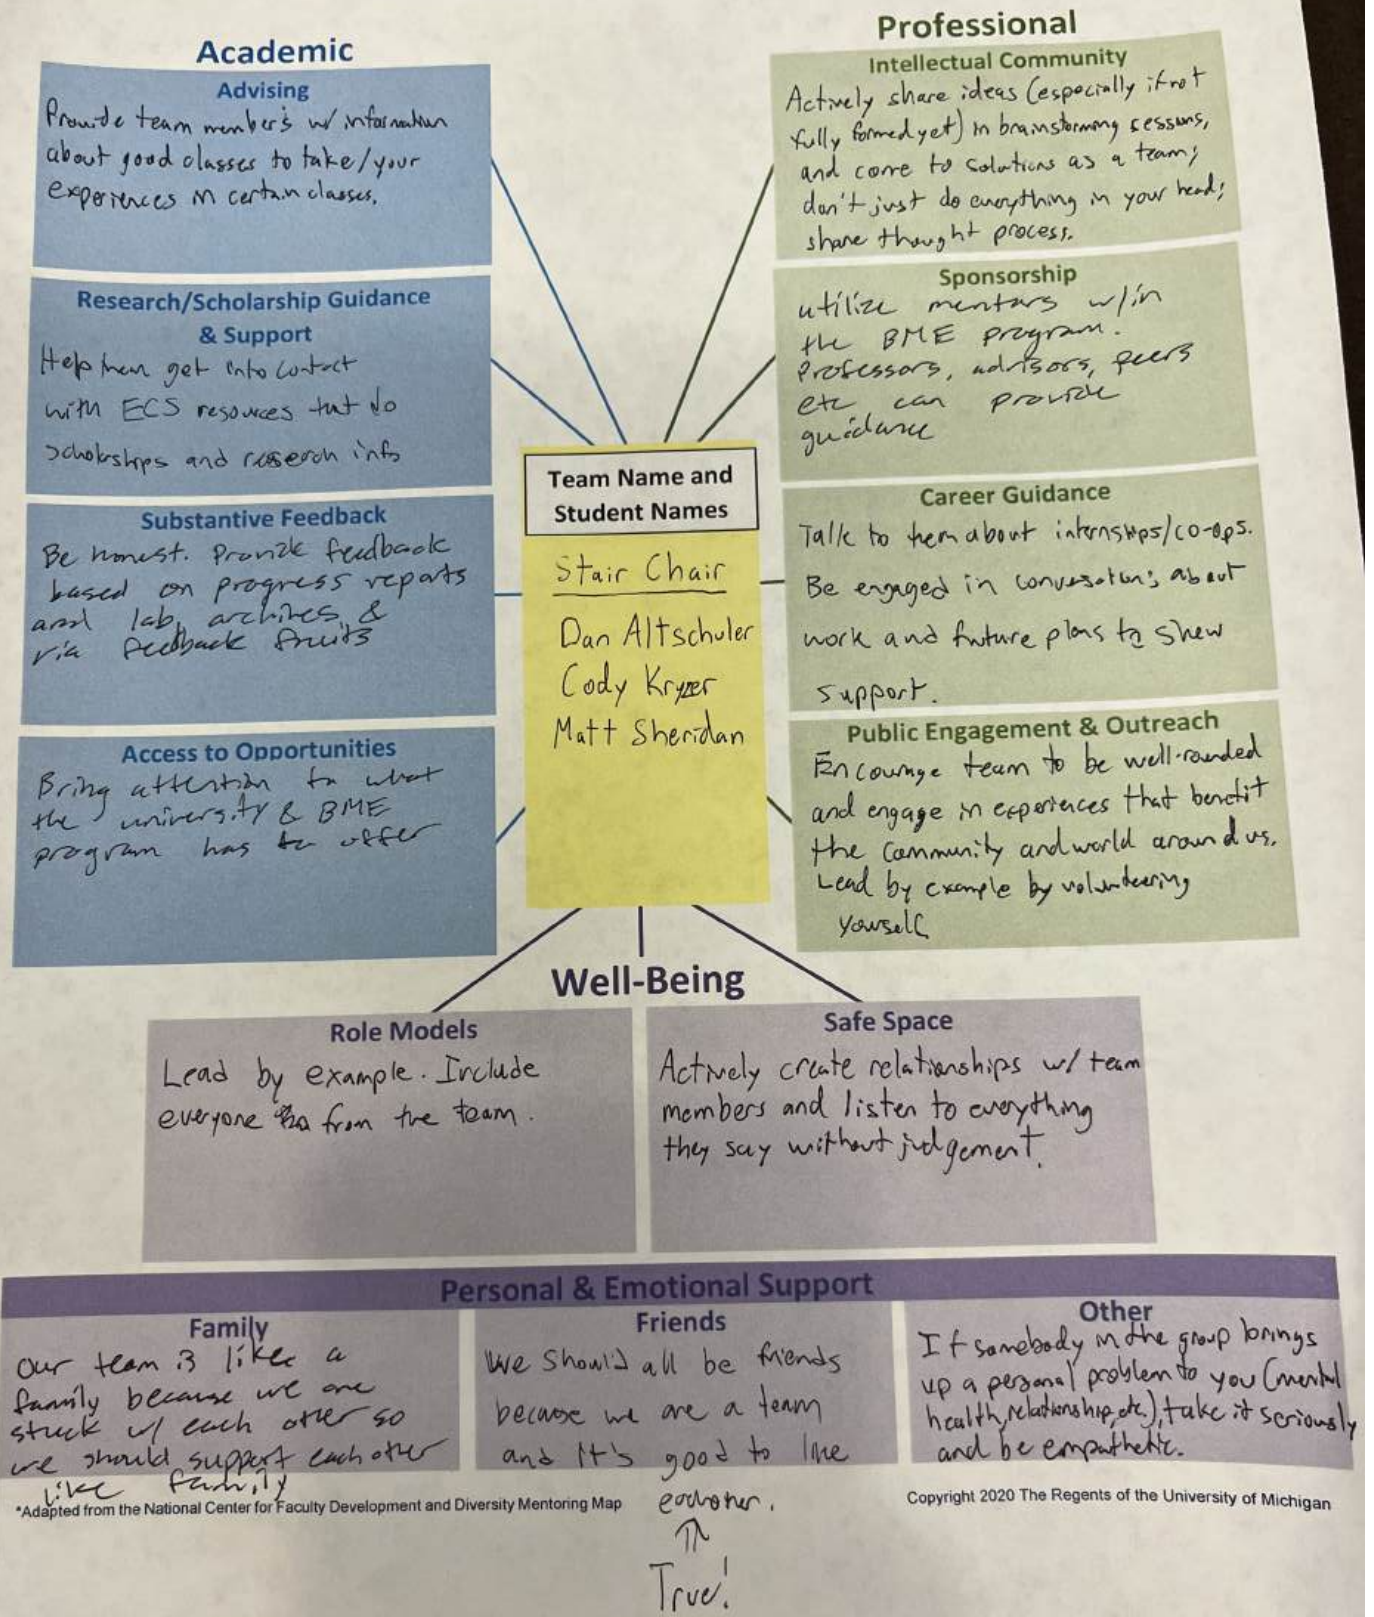 Academic
Advising
Provide team member's w/ information
about good classes to take/your
experiences in certain classes.
Research/Scholarship Guidance
& Support
Help them get into contact
with ECS resources that do
scholarships and reserch info
Substantive Feedback
Be honest. Provide feedback
based on progress reports
and lab archives, &
via feedback fruits
Access to Opportunities
Bring attention to what
the university & BME
program has to offer
Professional
Intellectual Community
Actively share ideas (especially if not
fully formed yet) in brainstorming sessions,
and come to solutions as a team;
don't just do everything in your head;
share thought process.
Sponsorship
utilize mentors w/in
the BME program.
Professors, advisors, peers
etc can provide
guidance
Career Guidance
Talk to them about internships/co-ops.
Be engaged in conversations about
work and future plans to show
support.
Public Engagement & Outreach
Encourage team to be well-rounded
and engage in experiences that benefit
the community and world around us.
Lead by example by volunteering
yourself
Team Name and
Student Names
Stair Chair
Dan Altschuler
Cody Kryzer
Matt Sheridan
Well-Being
Role Models
Lead by example. Include
everyone from the team.
Safe Space
Actively create relationships w/ team
members and listen to everything
they say without judgement.
Personal & Emotional Support
Family
Our team is like a
family because we are
stuck w/ each other so
we should support each other
like family
Friends
We should all be friends
because we are a team
and it's good to like
eachother.
True!
Other
If somebody in the group brings
up a personal problem to you (mental
health, relationship, etc.), take it seriously
and be empathetic.
*Adapted from the National Center for Faculty Development and Diversity Mentoring Map
Copyright 2020 The Regents of the University of Michigan